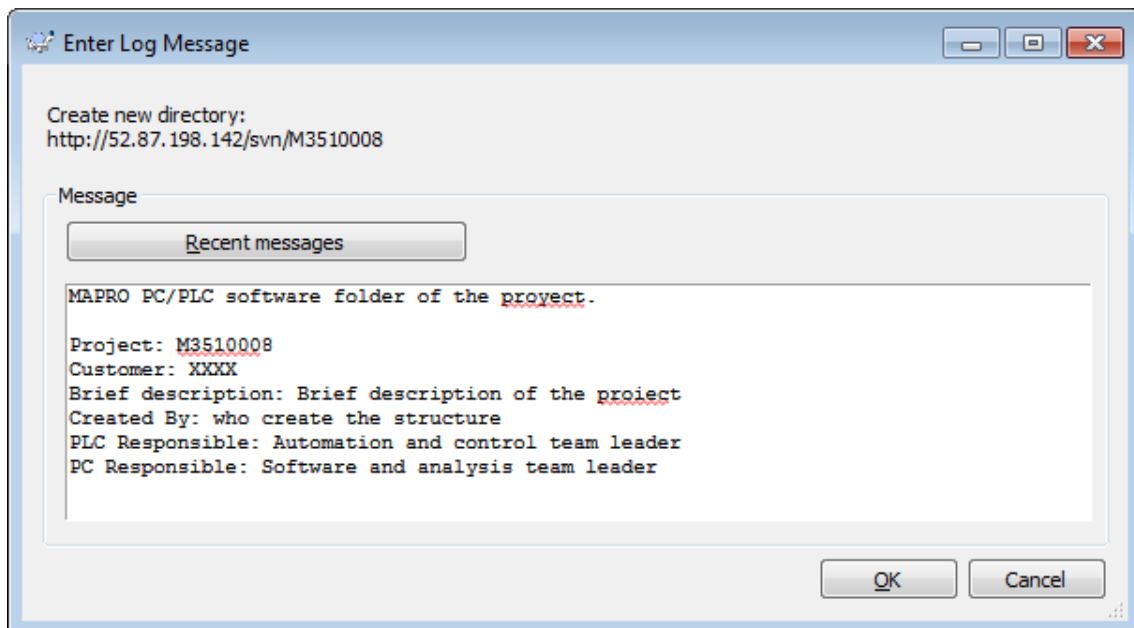 Enter Log Message
Create new directory:
http://52.87.198.142/svn/M3510008
Message
Recent messages
MAPRO PC/PLC software folder of the proyect.
Project: M3510008
Customer: XXXX
Brief description: Brief description of the proiect
Created By: who create the structure
PLC Responsible: Automation and control team leader
PC Responsible: Software and analysis team leader
OK
Cancel